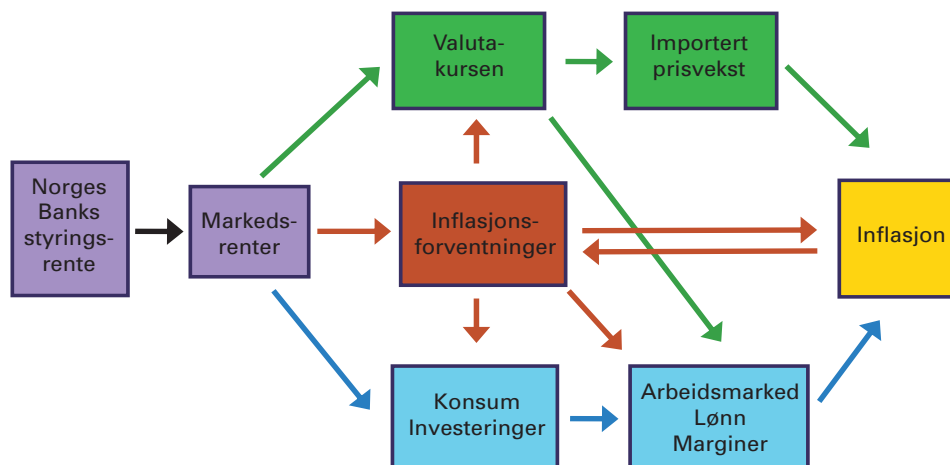 Valuta-
kursen
Importert
prisvekst
Norges
Banks
styrings-
rente
Markeds-
renter
Inflasjons-
forventninger
Inflasjon
Konsum
Investeringer
Arbeidsmarked
Lønn
Marginer